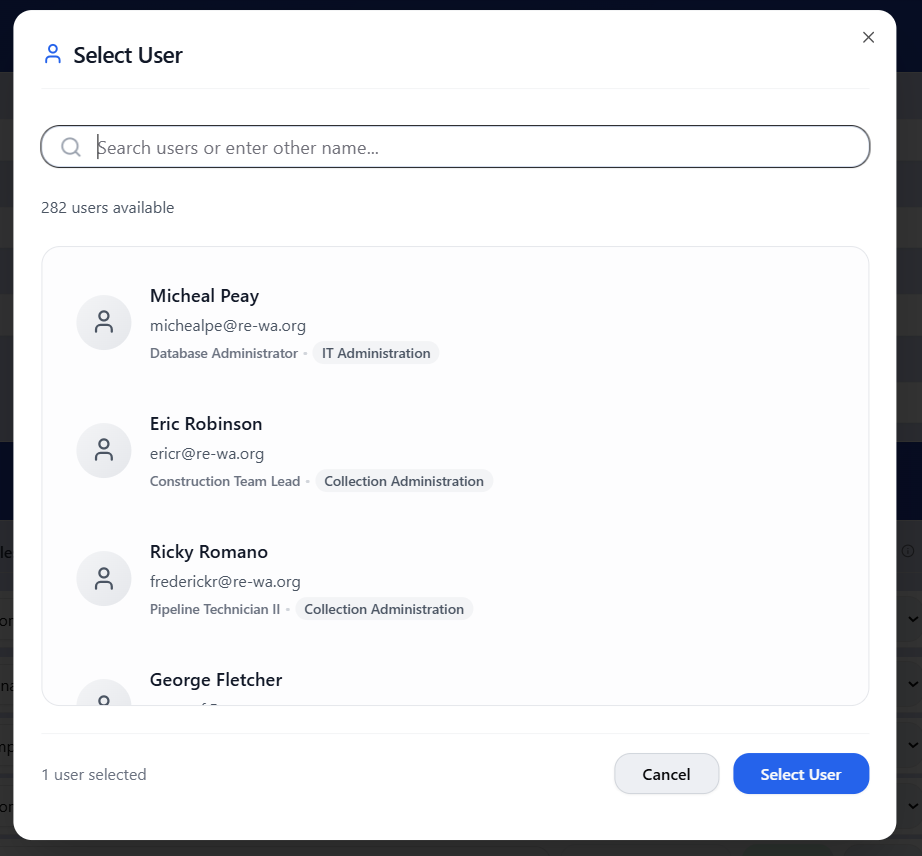 Select User
Search users or enter other name...
282 users available
Micheal Peay
michealpe@re-wa.org
Database Administrator • IT Administration
Eric Robinson
ericr@re-wa.org
Construction Team Lead • Collection Administration
Ricky Romano
frederickr@re-wa.org
Pipeline Technician II • Collection Administration
George Fletcher
1 user selected
Cancel
Select User